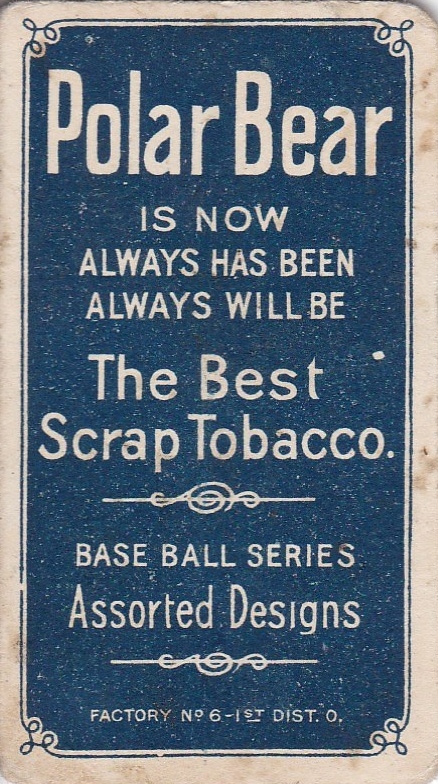 Polar Bear
IS NOW
ALWAYS HAS BEEN
ALWAYS WILL BE
The Best
Scrap Tobacco.
BASE BALL SERIES
Assorted Designs
FACTORY Nº 6-1ST DIST. O.